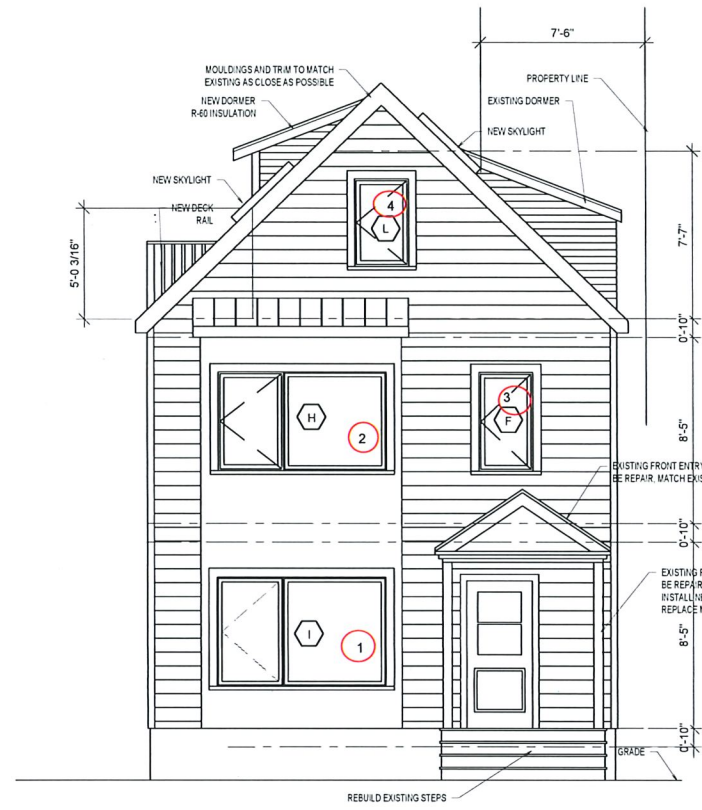 7'-6"
MOULDINGS AND TRIM TO MATCH
EXISTING AS CLOSE AS POSSIBLE
PROPERTY LINE
NEW DORMER
R-60 INSULATION
EXISTING DORMER
NEW SKYLIGHT
NEW SKYLIGHT
NEW DECK
RAIL
4
L
5'-0 3/16"
7'-7"
0'-10"
H
2
3
F
8'-5"
EXISTING FRONT ENTRY
BE REPAIR, MATCH EXIS
0'-10"
0'-10"
EXISTING
BE REPAIR
INSTALL NE
REPLACE
I
1
8'-5"
0'-10"
GRADE
REBUILD EXISTING STEPS